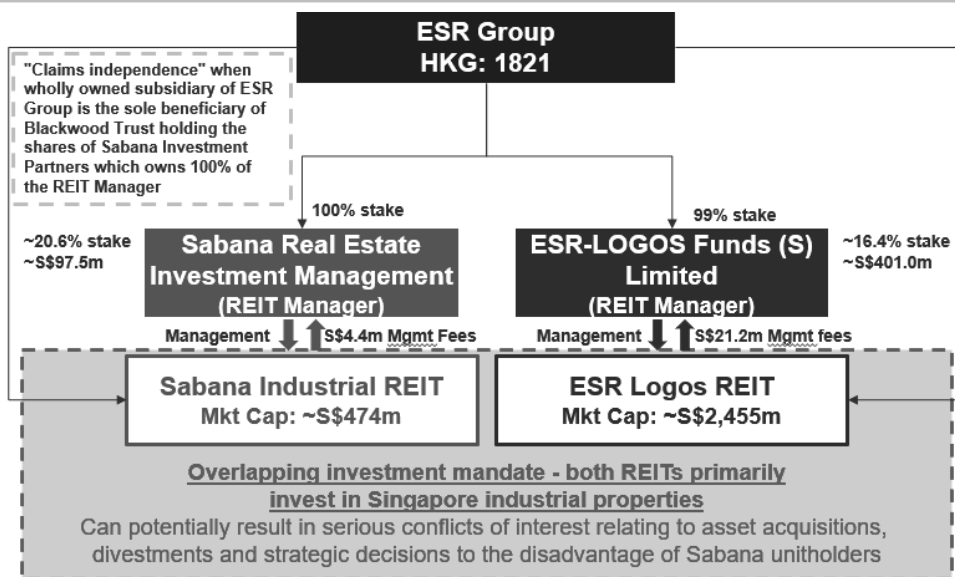 ESR Group
HKG: 1821
"Claims independence" when
wholly owned subsidiary of ESR
Group is the sole beneficiary of
Blackwood Trust holding the
shares of Sabana Investment
Partners which owns 100% of
the REIT Manager
100% stake
99% stake
~20.6% stake
~S$97.5m
Sabana Real Estate
Investment Management
(REIT Manager)
ESR-LOGOS Funds (S)
Limited
(REIT Manager)
~16.4% stake
~S$401.0m
Management
S$4.4m Mgmt Fees
Management
S$21.2m Mgmt fees
Sabana Industrial REIT
Mkt Cap: ~S$474m
ESR Logos REIT
Mkt Cap: ~S$2,455m
Overlapping investment mandate - both REITs primarily
invest in Singapore industrial properties
Can potentially result in serious conflicts of interest relating to asset acquisitions,
divestments and strategic decisions to the disadvantage of Sabana unitholders